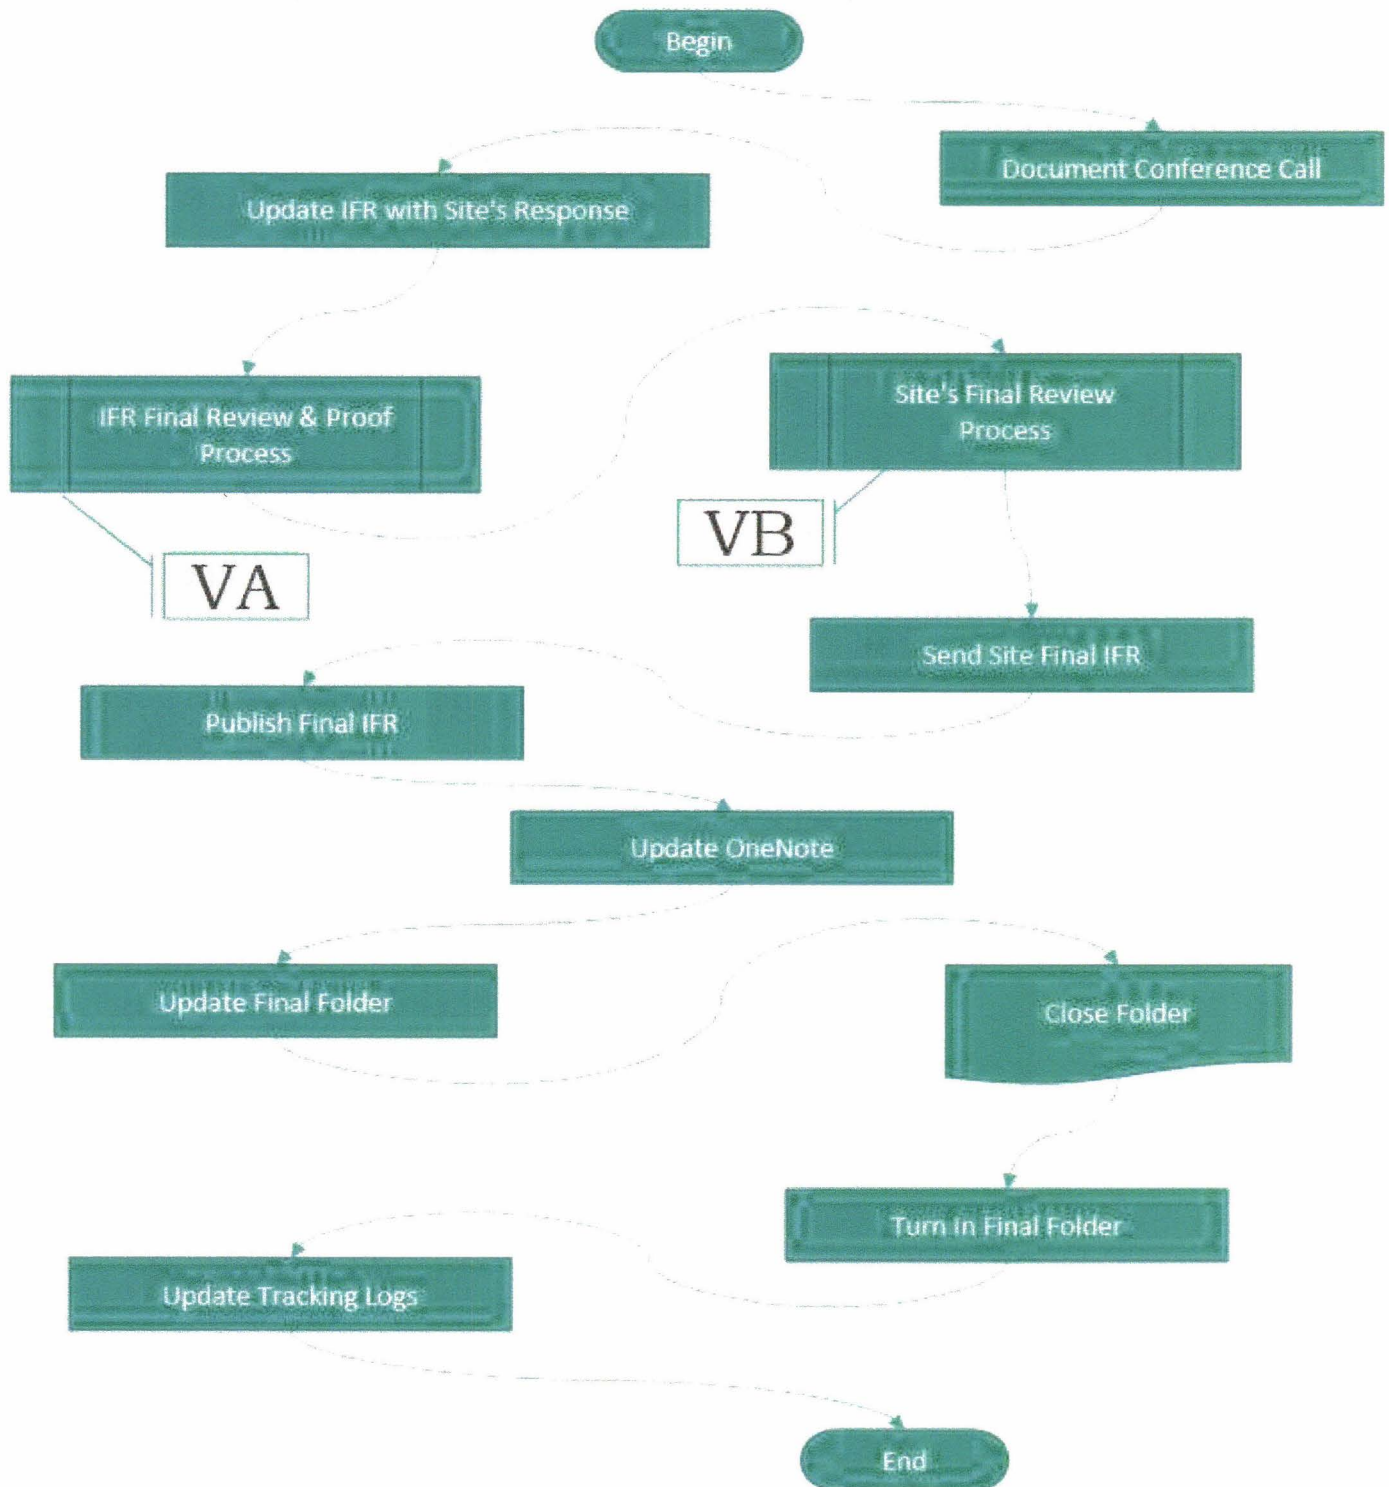 Begin
Document Conference Call
Update IFR with Site's Response
IFR Final Review & Proof
Process
Site's Final Review
Process
VA
VB
Send Site Final IFR
Publish Final IFR
Update OneNote
Update Final Folder
Close Folder
Turn in Final Folder
Update Tracking Logs
End